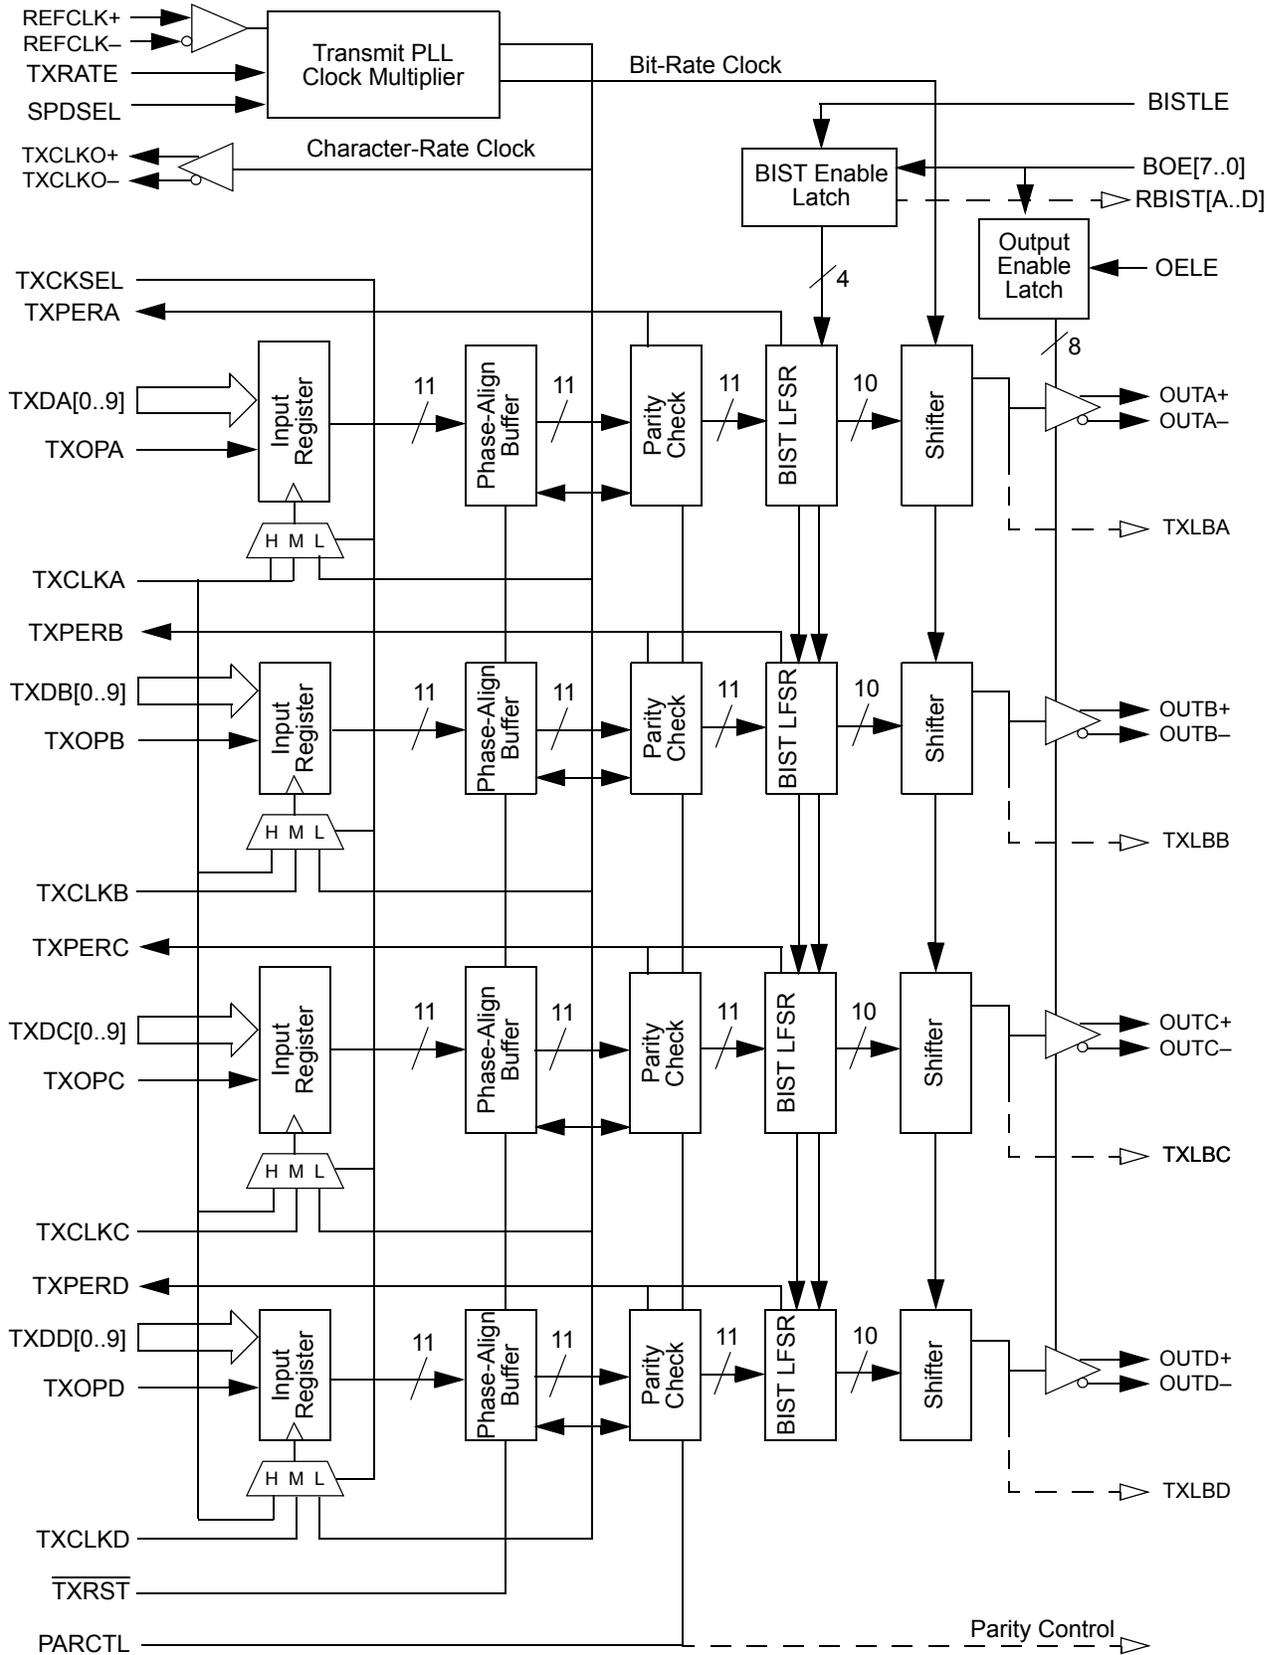 REFCLK+
REFCLK–
TXRATE
SPDSEL
Transmit PLL
Clock Multiplier
Bit-Rate Clock
BISTLE
TXCLKO+
TXCLKO–
Character-Rate Clock
BIST Enable
Latch
BOE[7..0]
RBIST[A..D]
Output
Enable
Latch
OELE
4
8
TXCKSEL
TXPERA
TXDA[0..9]
TXOPA
Input
Register
11
Phase-Align
Buffer
11
Parity
Check
11
BIST LFSR
10
Shifter
OUTA+
OUTA–
H M L
TXLBA
TXCLKA
TXPERB
TXDB[0..9]
TXOPB
Input
Register
11
Phase-Align
Buffer
11
Parity
Check
11
BIST LFSR
10
Shifter
OUTB+
OUTB–
H M L
TXLBB
TXCLKB
TXPERC
TXDC[0..9]
TXOPC
Input
Register
11
Phase-Align
Buffer
11
Parity
Check
11
BIST LFSR
10
Shifter
OUTC+
OUTC–
H M L
TXLBC
TXCLKC
TXPERD
TXDD[0..9]
TXOPD
Input
Register
11
Phase-Align
Buffer
11
Parity
Check
11
BIST LFSR
10
Shifter
OUTD+
OUTD–
H M L
TXLBD
TXCLKD
TXRST
PARCTL
Parity Control